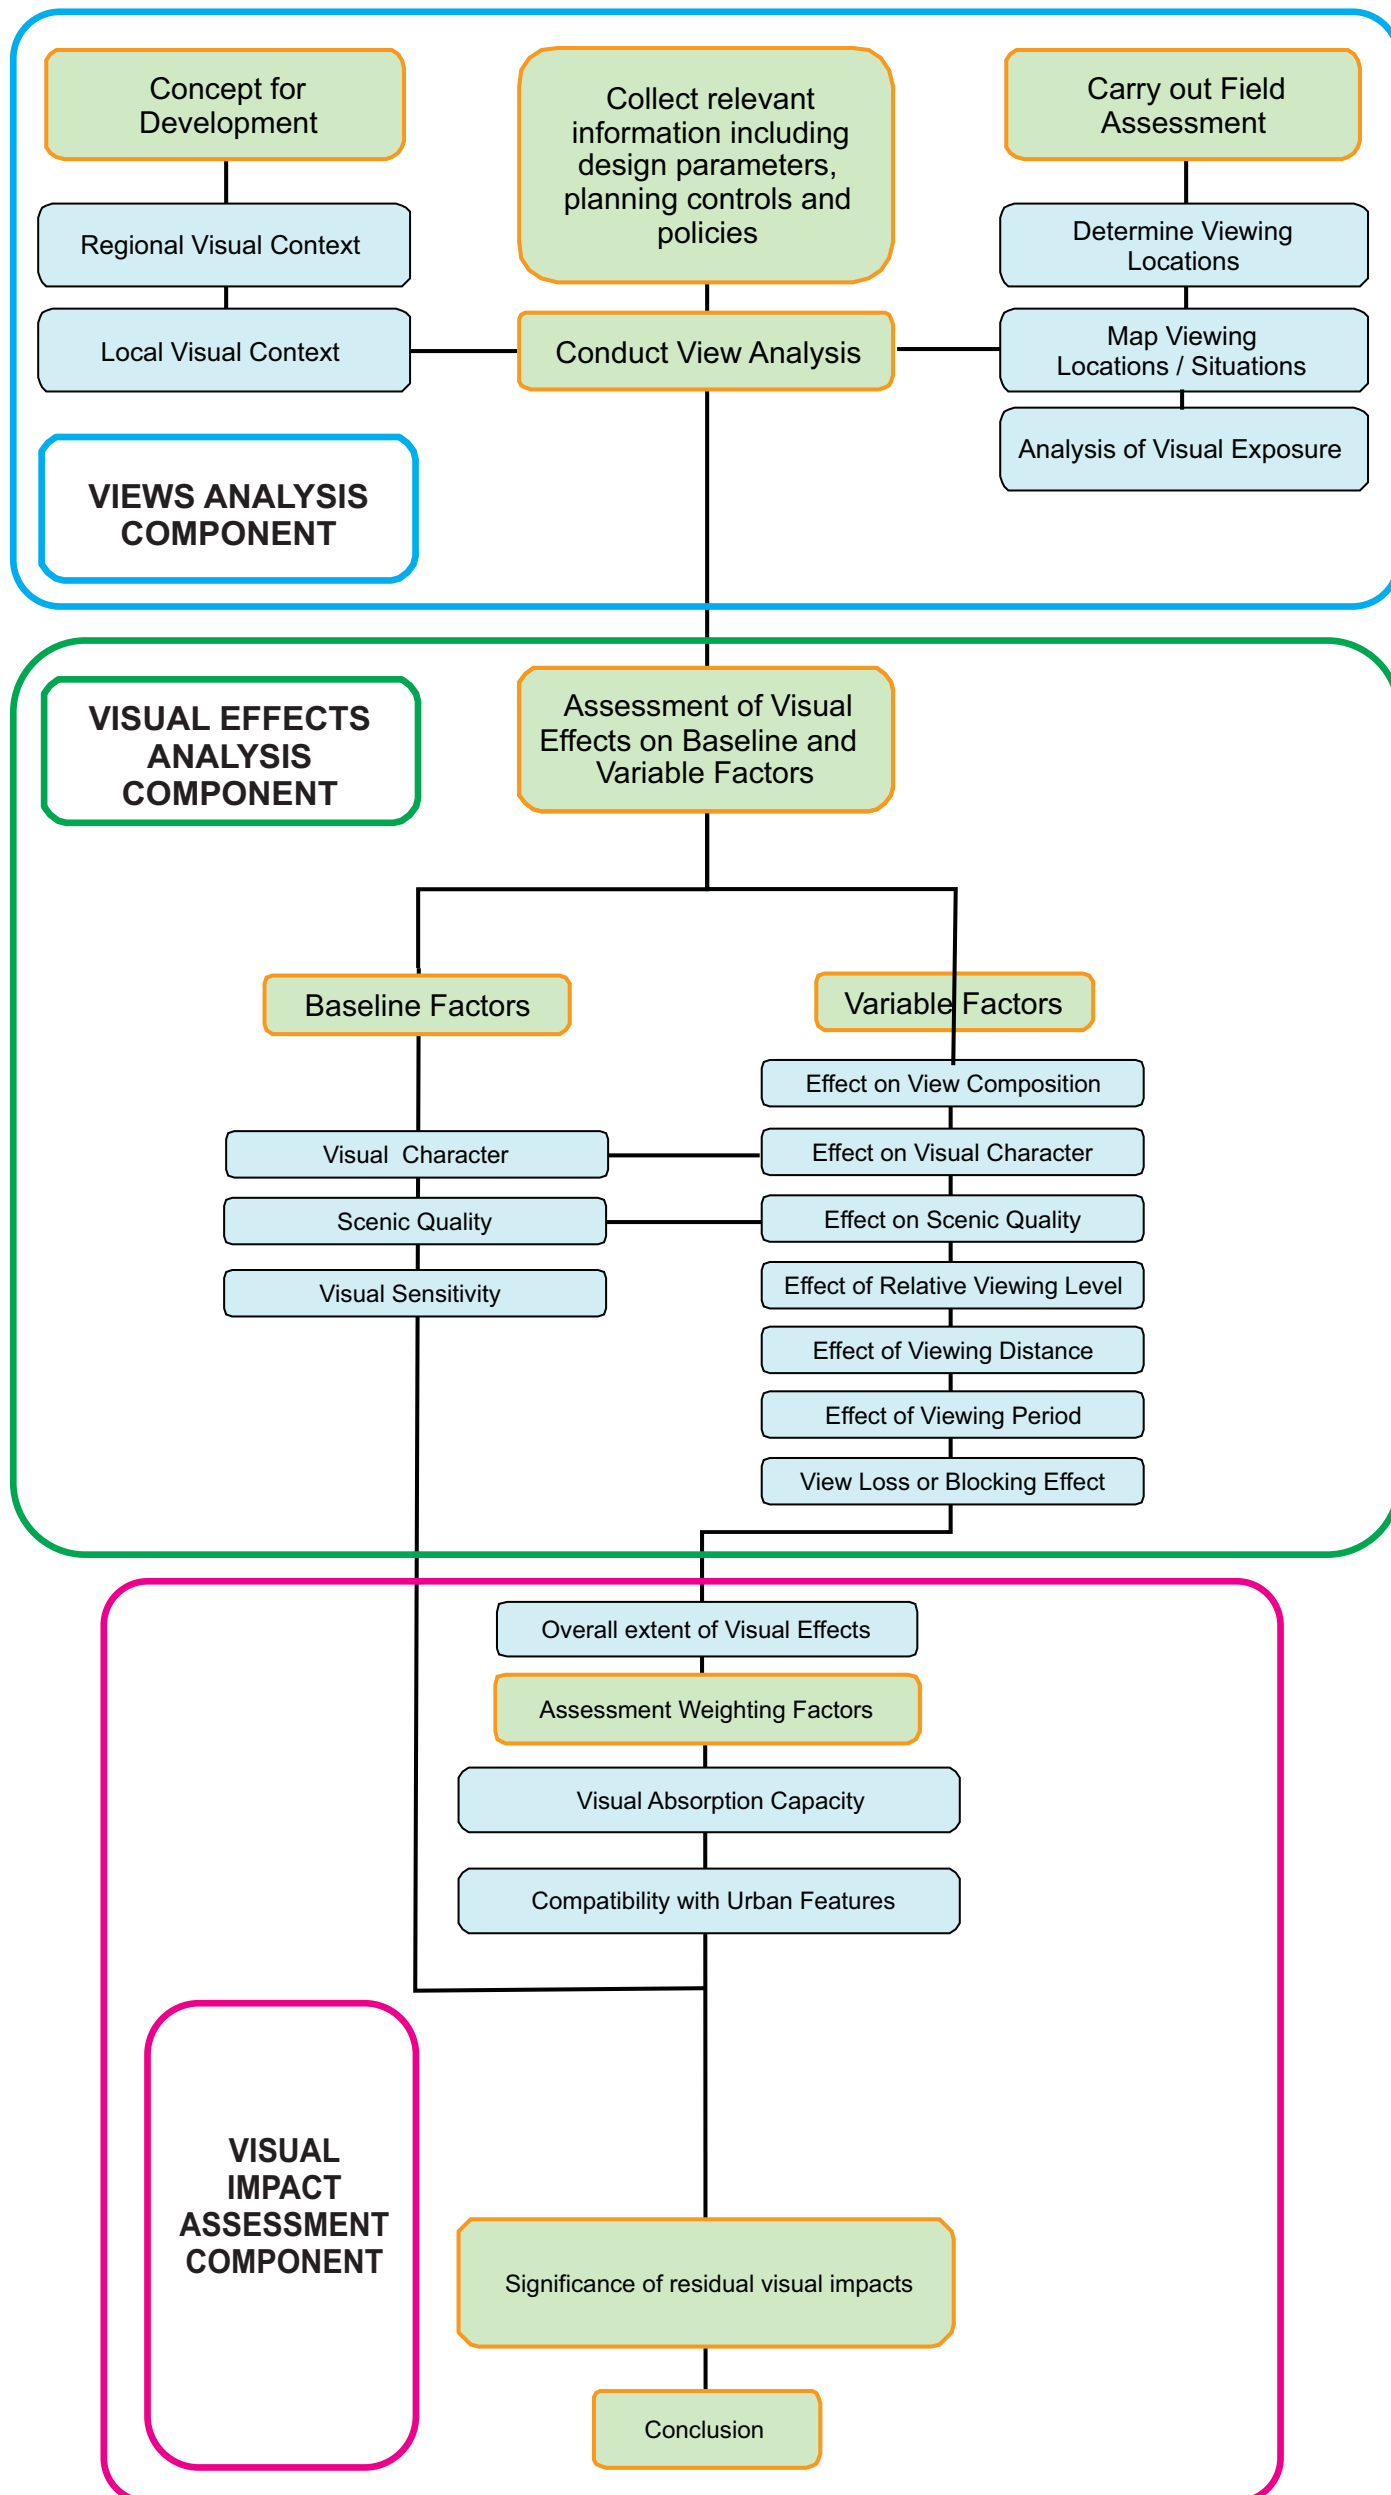 Concept for
Development
Collect relevant
information including
design parameters,
planning controls and
policies
Carry out Field
Assessment
Regional Visual Context
Determine Viewing
Locations
Local Visual Context
Conduct View Analysis
Map Viewing
Locations / Situations
Analysis of Visual Exposure
VIEWS ANALYSIS
COMPONENT
VISUAL EFFECTS
ANALYSIS
COMPONENT
Assessment of Visual
Effects on Baseline and
Variable Factors
Baseline Factors
Variable Factors
Effect on View Composition
Visual Character
Effect on Visual Character
Scenic Quality
Effect on Scenic Quality
Visual Sensitivity
Effect of Relative Viewing Level
Effect of Viewing Distance
Effect of Viewing Period
View Loss or Blocking Effect
Overall extent of Visual Effects
Assessment Weighting Factors
Visual Absorption Capacity
Compatibility with Urban Features
VISUAL
IMPACT
ASSESSMENT
COMPONENT
Significance of residual visual impacts
Conclusion